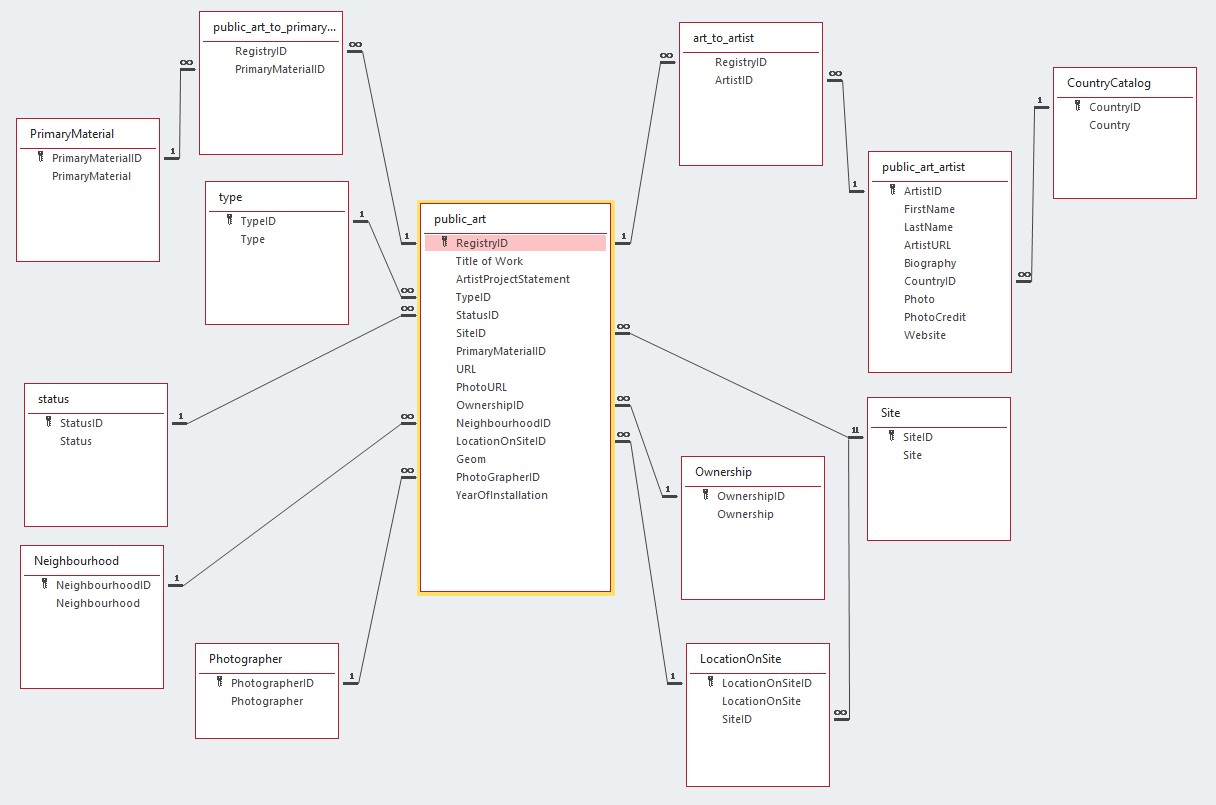 public_art_to_primary...
RegistryID
PrimaryMaterialID
∞
∞
1
1
PrimaryMaterial
PrimaryMaterialID
PrimaryMaterial
type
TypeID
Type
1
∞
status
StatusID
Status
1
∞
Neighbourhood
NeighbourhoodID
Neighbourhood
1
∞
Photographer
PhotographerID
Photographer
1
∞
public_art
RegistryID
Title of Work
ArtistProjectStatement
TypeID
StatusID
SiteID
PrimaryMaterialID
URL
PhotoURL
OwnershipID
NeighbourhoodID
LocationOnSiteID
Geom
PhotoGrapherID
YearOfInstallation
1
∞
∞
∞
art_to_artist
RegistryID
ArtistID
∞
∞
1
public_art_artist
ArtistID
FirstName
LastName
ArtistURL
Biography
CountryID
Photo
PhotoCredit
Website
∞
1
CountryCatalog
CountryID
Country
Site
SiteID
Site
11
Ownership
OwnershipID
Ownership
1
LocationOnSite
LocationOnSiteID
LocationOnSite
SiteID
1
∞